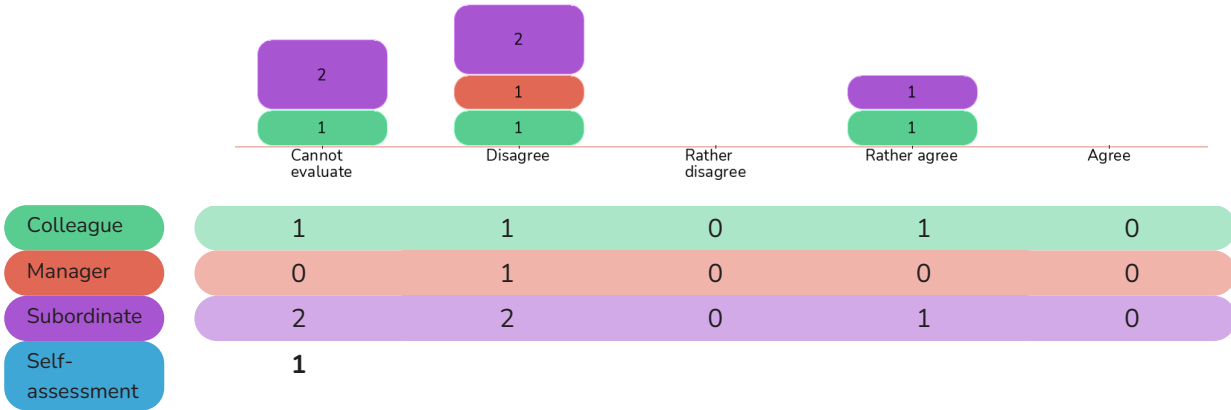 2
2
1
1
1
1
1
Cannot
evaluate
Disagree
Rather
disagree
Rather agree
Agree
Colleague 1 1 0 1 0
Manager 0 1 0 0 0
Subordinate 2 2 0 1 0
Self-
assessment
1